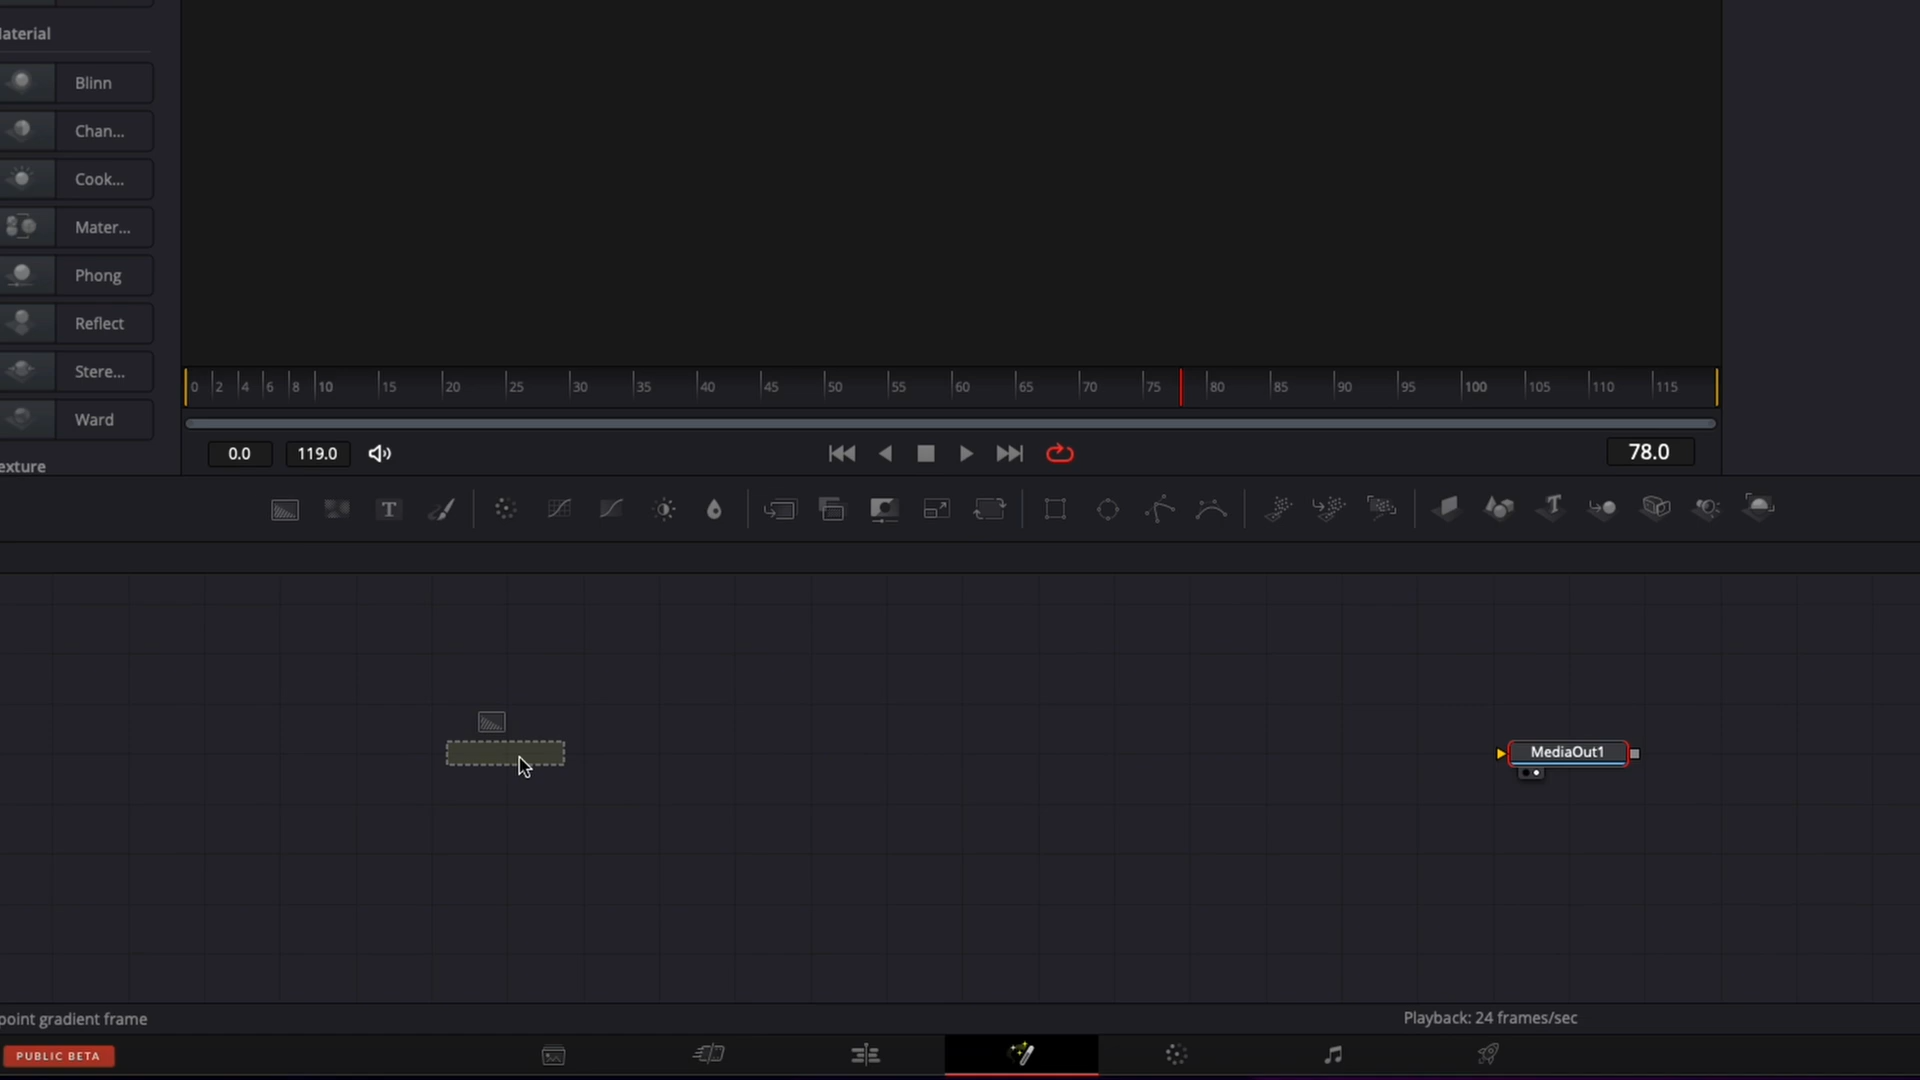 laterial
Blinn
Chan...
Cook...
Mater...
Phong
Reflect
Stere...
Ward
exture
0 2 4 6 8 10 15 20 25 30 35 40 45 50 55 60 65 70 75 80 85 90 95 100 105 110 115
0.0 119.0 78.0
T T
MediaOut1
point gradient frame Playback: 24 frames/sec
PUBLIC BETA